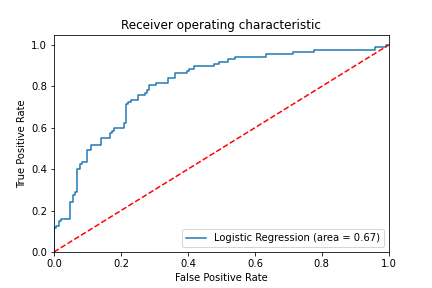 Receiver operating characteristic
1.0
0.8
0.6
0.4
0.2
0.0
True Positive Rate
Logistic Regression (area = 0.67)
0.0 0.2 0.4 0.6 0.8 1.0
False Positive Rate